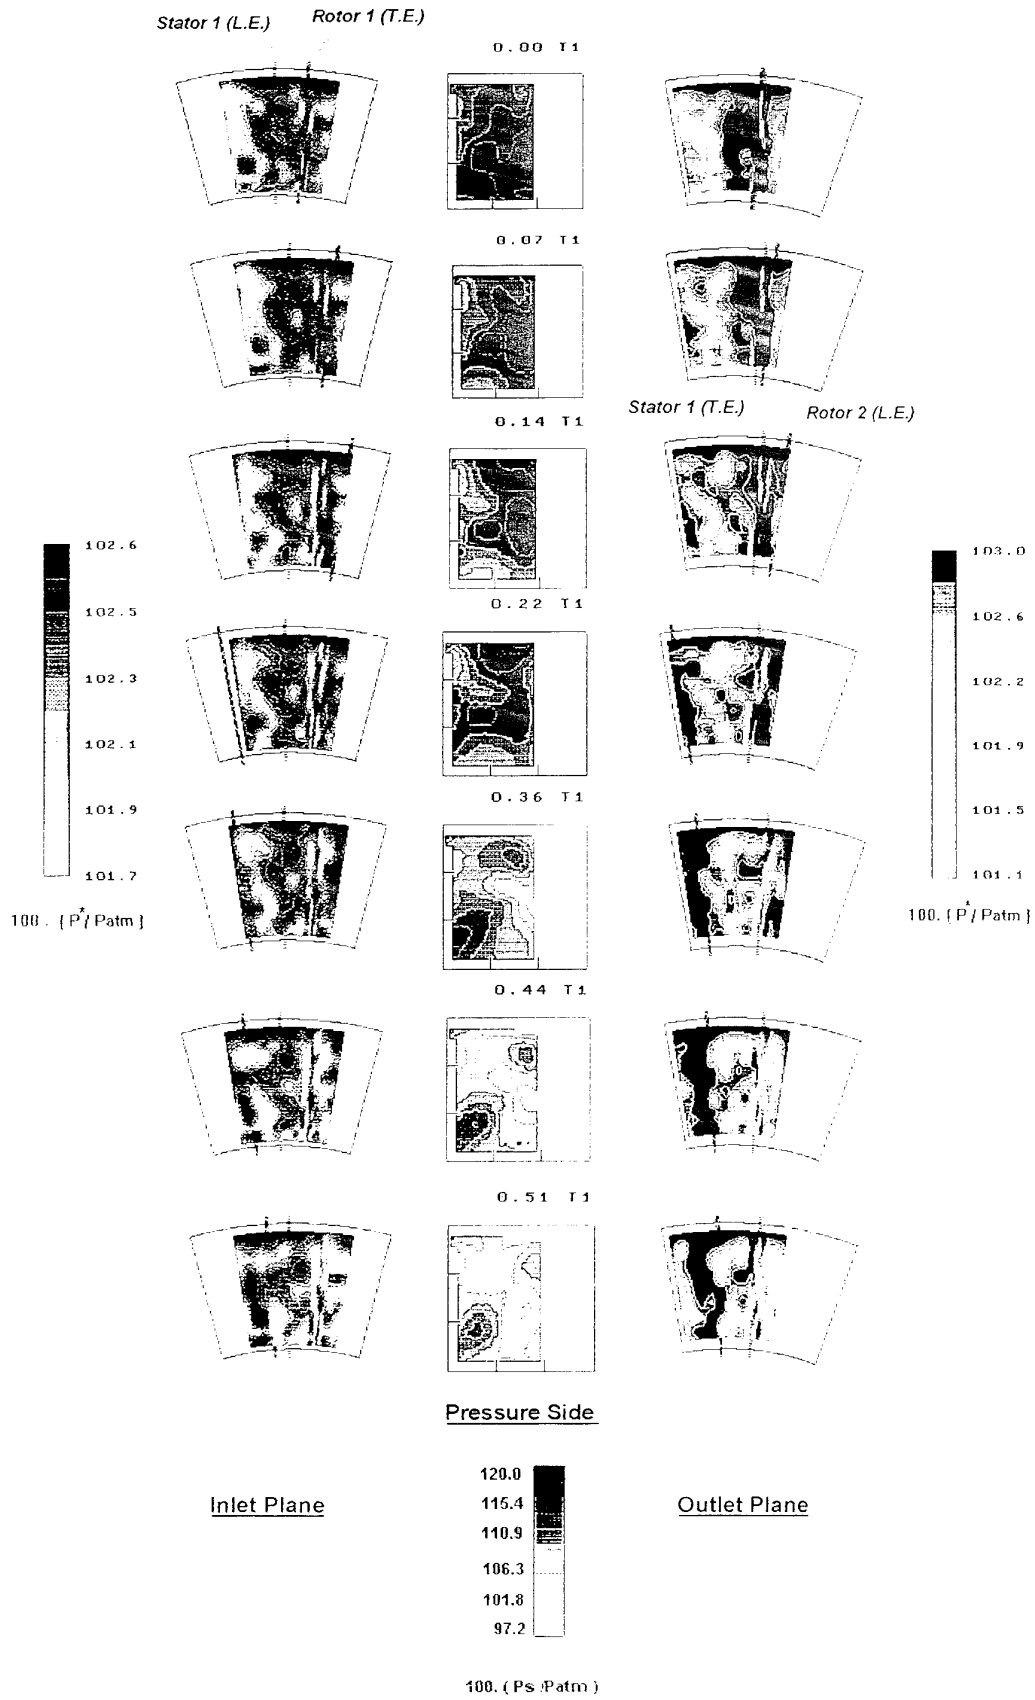 Stator 1 (L.E.) Rotor 1 (T.E.)
0.00 T1
0.07 T1
Stator 1 (T.E.) Rotor 2 (L.E.)
0.14 T1
0.22 T1
102.6
102.5
102.3
102.1
101.9
101.7
100. ( P*/ Patm )
103.0
102.6
102.2
101.9
101.5
101.1
100. ( P*/ Patm )
0.36 T1
0.44 T1
0.51 T1
Pressure Side
120.0
115.4
110.9
106.3
101.8
97.2
Inlet Plane
Outlet Plane
100. ( Ps /Patm )